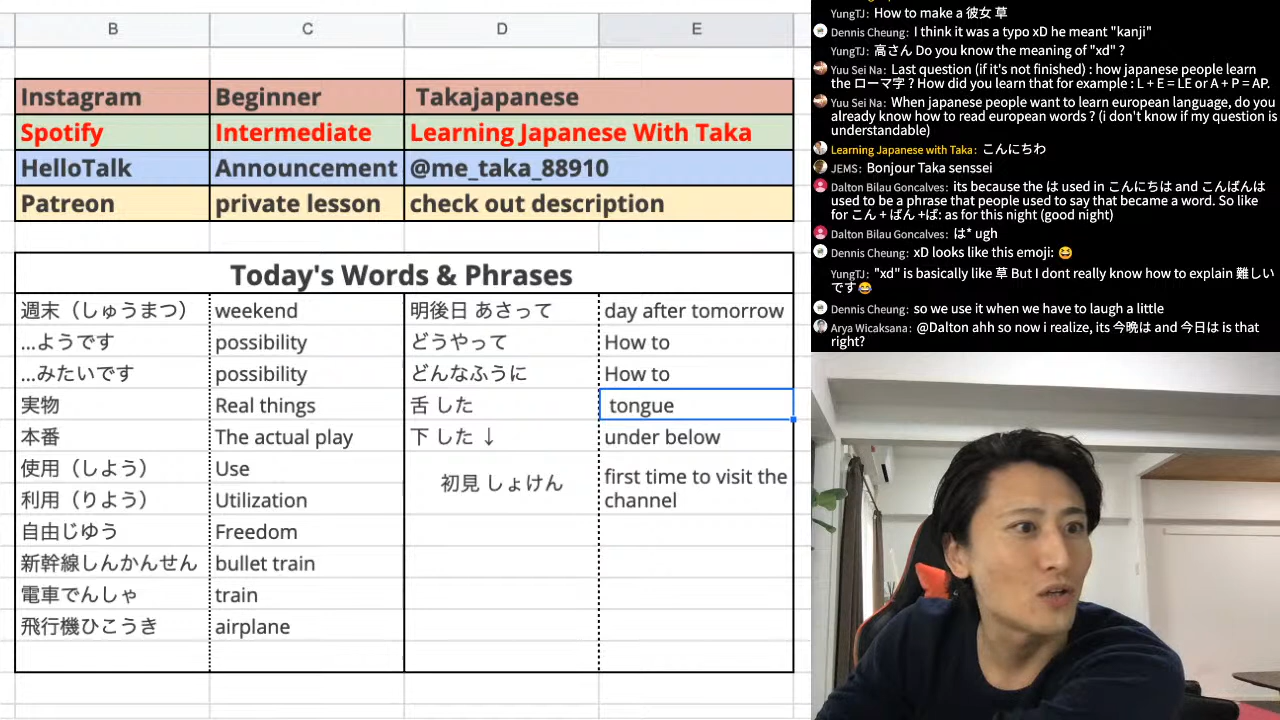 B C D E
Instagram Beginner Takajapanese
Spotify Intermediate Learning Japanese With Taka
HelloTalk Announcement @me_taka_88910
Patreon private lesson check out description
Today's Words & Phrases
週末（しゅうまつ） weekend 明後日 あさって day after tomorrow
...ようです possibility どうやって How to
...みたいです possibility どんなふうに How to
実物 Real things 舌 した tongue
本番 The actual play 下 した ↓ under below
使用（しよう） Use 初見 しょけん first time to visit the
利用（りよう） Utilization channel
自由じゆう Freedom
新幹線しんかんせん bullet train
電車でんしゃ train
飛行機ひこうき airplane
YungTJ: How to make a 彼女 草
Dennis Cheung: I think it was a typo xD he meant "kanji"
YungTJ: 高さん Do you know the meaning of "xd" ?
Yuu Sei Na: Last question (if it's not finished) : how japanese people learn
the ローマ字 ? How did you learn that for example : L + E = LE or A + P = AP.
Yuu Sei Na: When japanese people want to learn european language, do you
already know how to read european words ? (i don't know if my question is
understandable)
Learning Japanese with Taka: こんにちわ
JEMS: Bonjour Taka senssei
Dalton Bilau Goncalves: its because the は used in こんにちは and こんばんは
used to be a phrase that people used to say that became a word. So like
for こん + ばん +ば: as for this night (good night)
Dalton Bilau Goncalves: は* ugh
Dennis Cheung: xD looks like this emoji: 😆
YungTJ: "xd" is basically like 草 But I dont really know how to explain 難しい
です😂
Dennis Cheung: so we use it when we have to laugh a little
Arya Wicaksana: @Dalton ahh so now i realize, its 今晩は and 今日は is that
right?